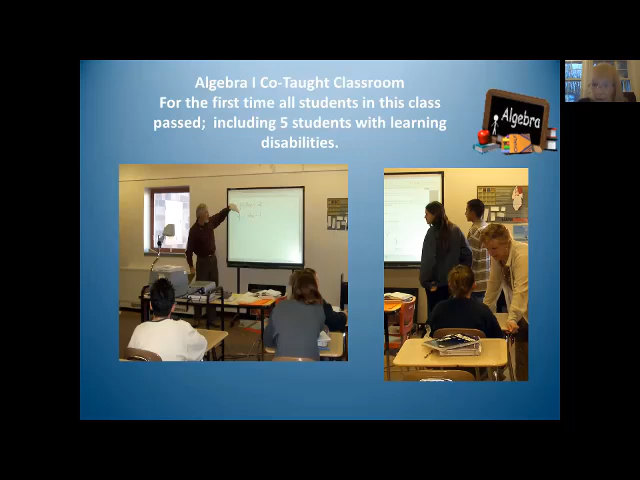 Algebra I Co-Taught Classroom
For the first time all students in this class
passed; including 5 students with learning
disabilities.
Algebra